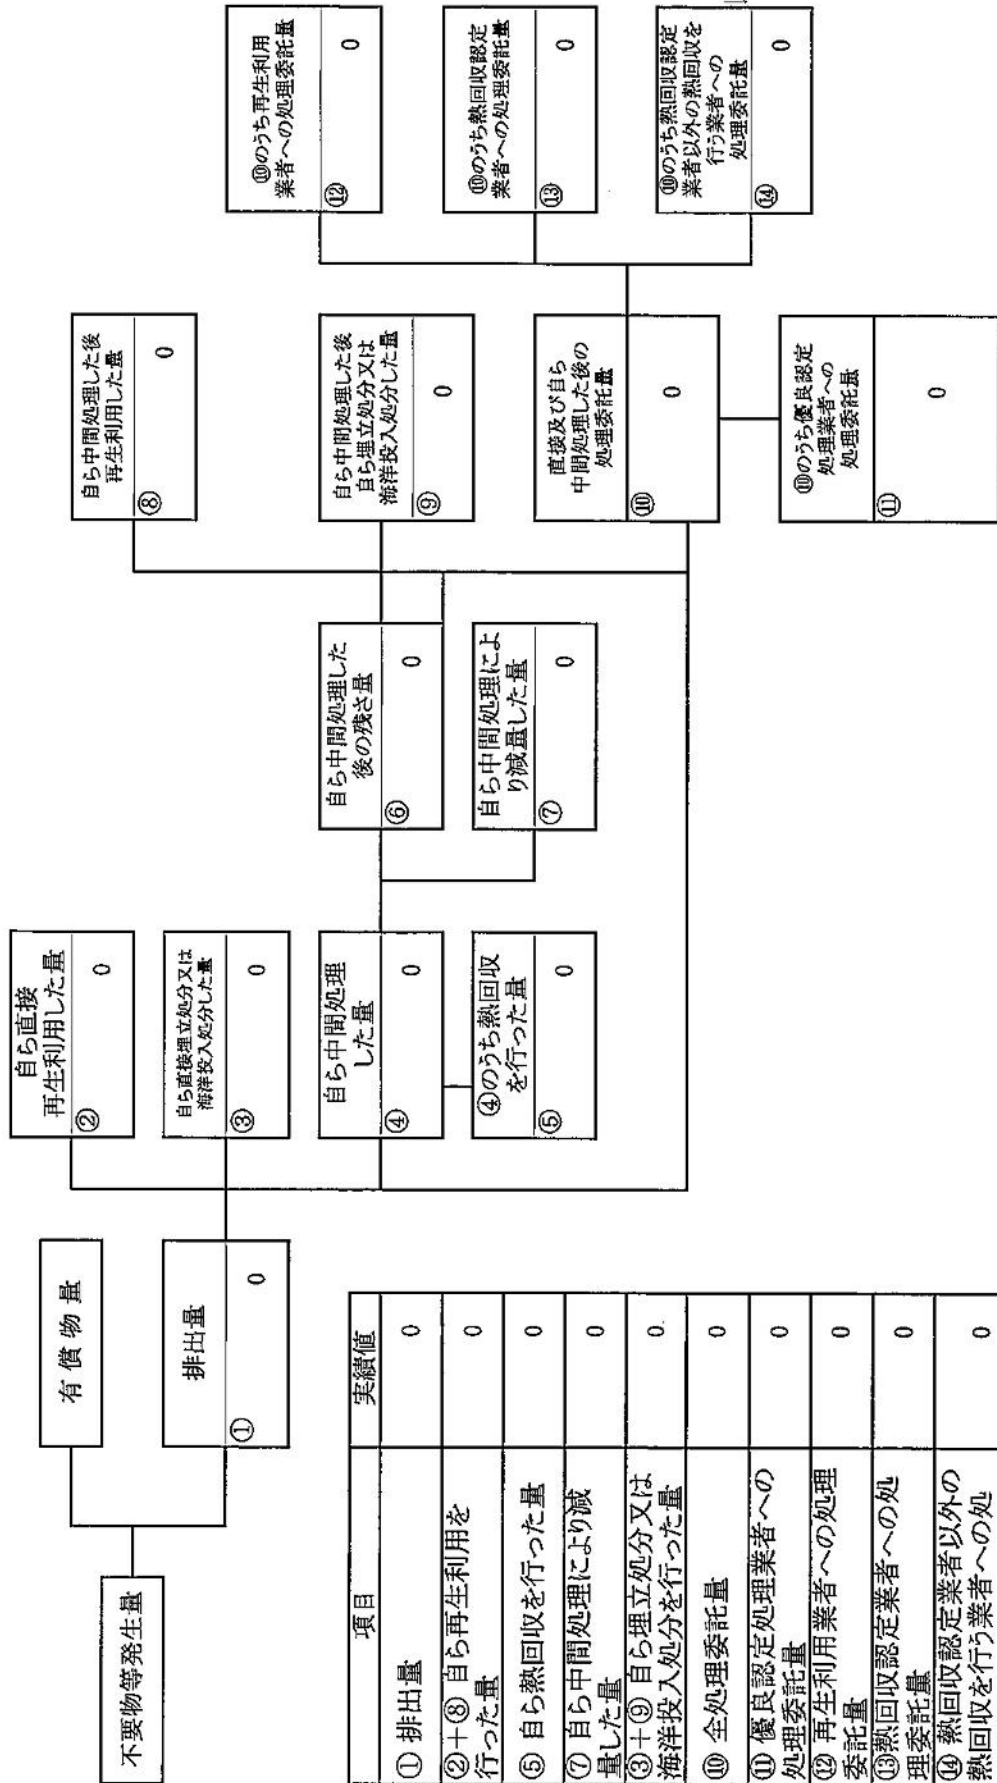 不要物等発生量
有償物量
排出量
① 0
自ら直接
再生利用した量
② 0
自ら直接埋立処分又は
海洋投入処分した量
③ 0
自ら中間処理
した量
④ 0
④のうち熱回収
を行った量
⑤ 0
自ら中間処理した
後の残さ量
⑥ 0
自ら中間処理によ
り減量した量
⑦ 0
自ら中間処理した後
再生利用した量
⑧ 0
自ら中間処理した後
自ら埋立処分又は
海洋投入処分した量
⑨ 0
直接及び自ら
中間処理した後の
処理委託量
⑩ 0
⑩のうち優良認定
処理業者への
処理委託量
⑪ 0
⑩のうち再生利用
業者への処理委託量
⑫ 0
⑩のうち熱回収認定
業者への処理委託量
⑬ 0
⑩のうち熱回収認定
業者以外の熱回収を
行う業者への
処理委託量
⑭ 0
項目 実績値
① 排出量 0
②+⑧ 自ら再生利用を
行った量 0
⑤ 自ら熱回収を行った量 0
⑦ 自ら中間処理により減
量した量 0
③+⑨ 自ら埋立処分又は
海洋投入処分を行った量 0
⑩ 全処理委託量 0
⑪ 優良認定処理業者への
処理委託量 0
⑫ 再生利用業者への処理
委託量 0
⑬熱回収認定業者への処
理委託量 0
⑭ 熱回収認定業者以外の
熱回収を行う業者への処 0